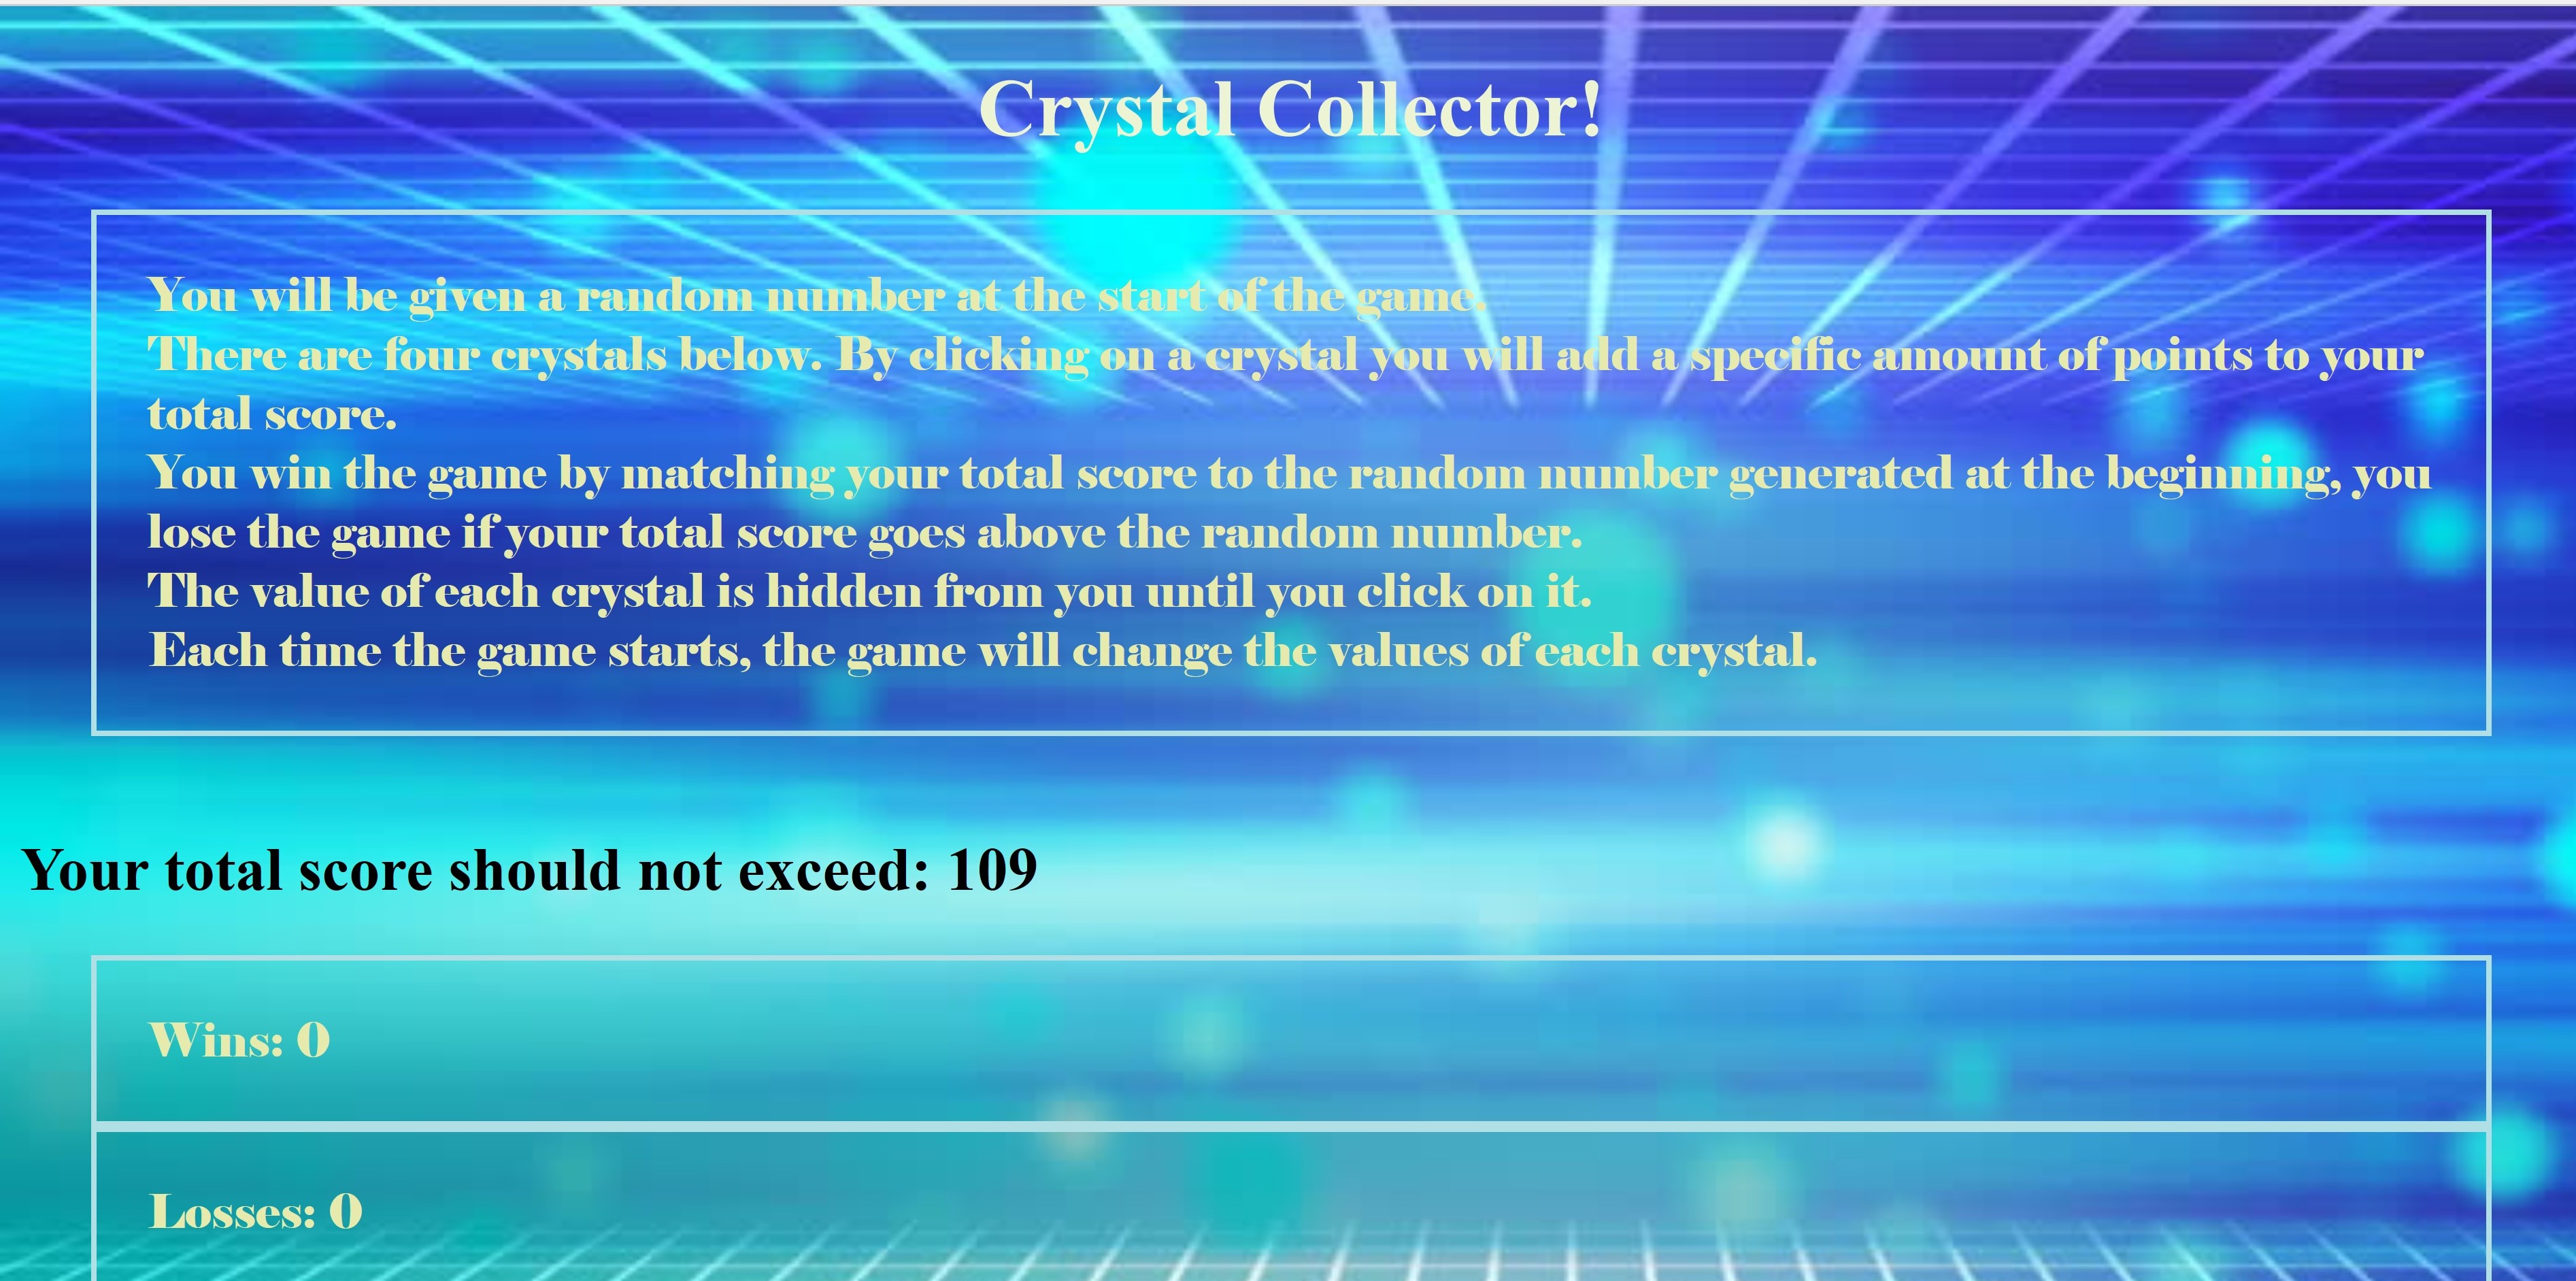 Crystal Collector!
You will be given a random number at the start of the game.
There are four crystals below. By clicking on a crystal you will add a specific amount of points to your
total score.
You win the game by matching your total score to the random number generated at the beginning, you
lose the game if your total score goes above the random number.
The value of each crystal is hidden from you until you click on it.
Each time the game starts, the game will change the values of each crystal.
Your total score should not exceed: 109
Wins: 0
Losses: 0